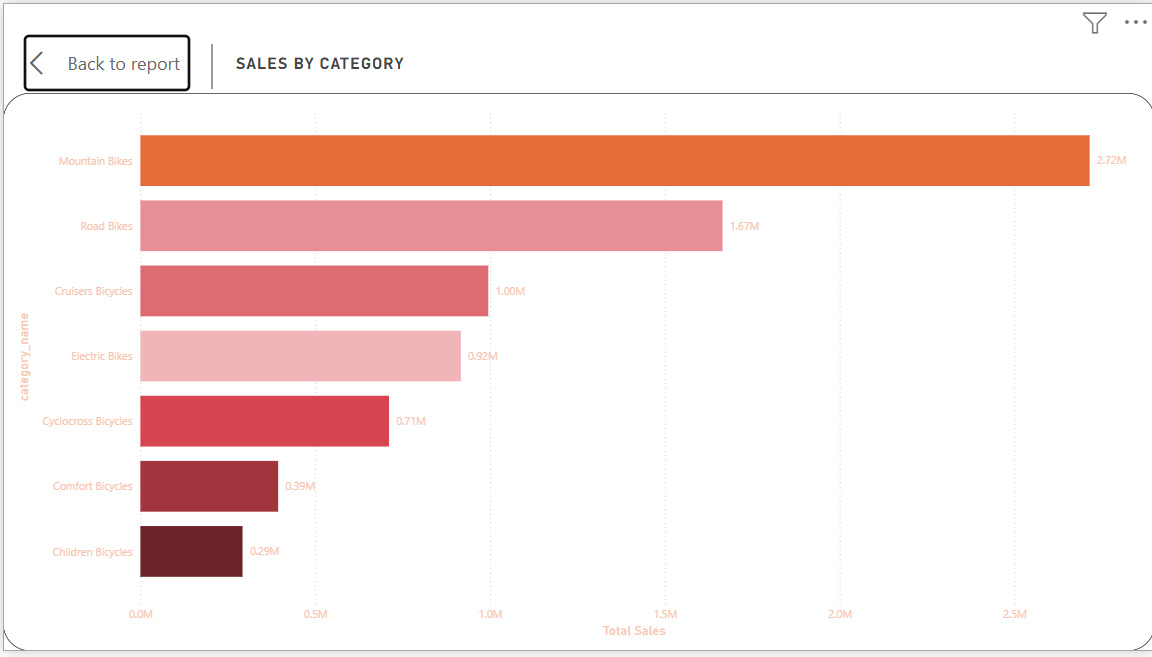 Back to report
SALES BY CATEGORY
category_name
Mountain Bikes 2.72M
Road Bikes 1.67M
Cruisers Bicycles 1.00M
Electric Bikes 0.92M
Cyclocross Bicycles 0.71M
Comfort Bicycles 0.39M
Children Bicycles 0.29M
0.0M 0.5M 1.0M 1.5M 2.0M 2.5M
Total Sales